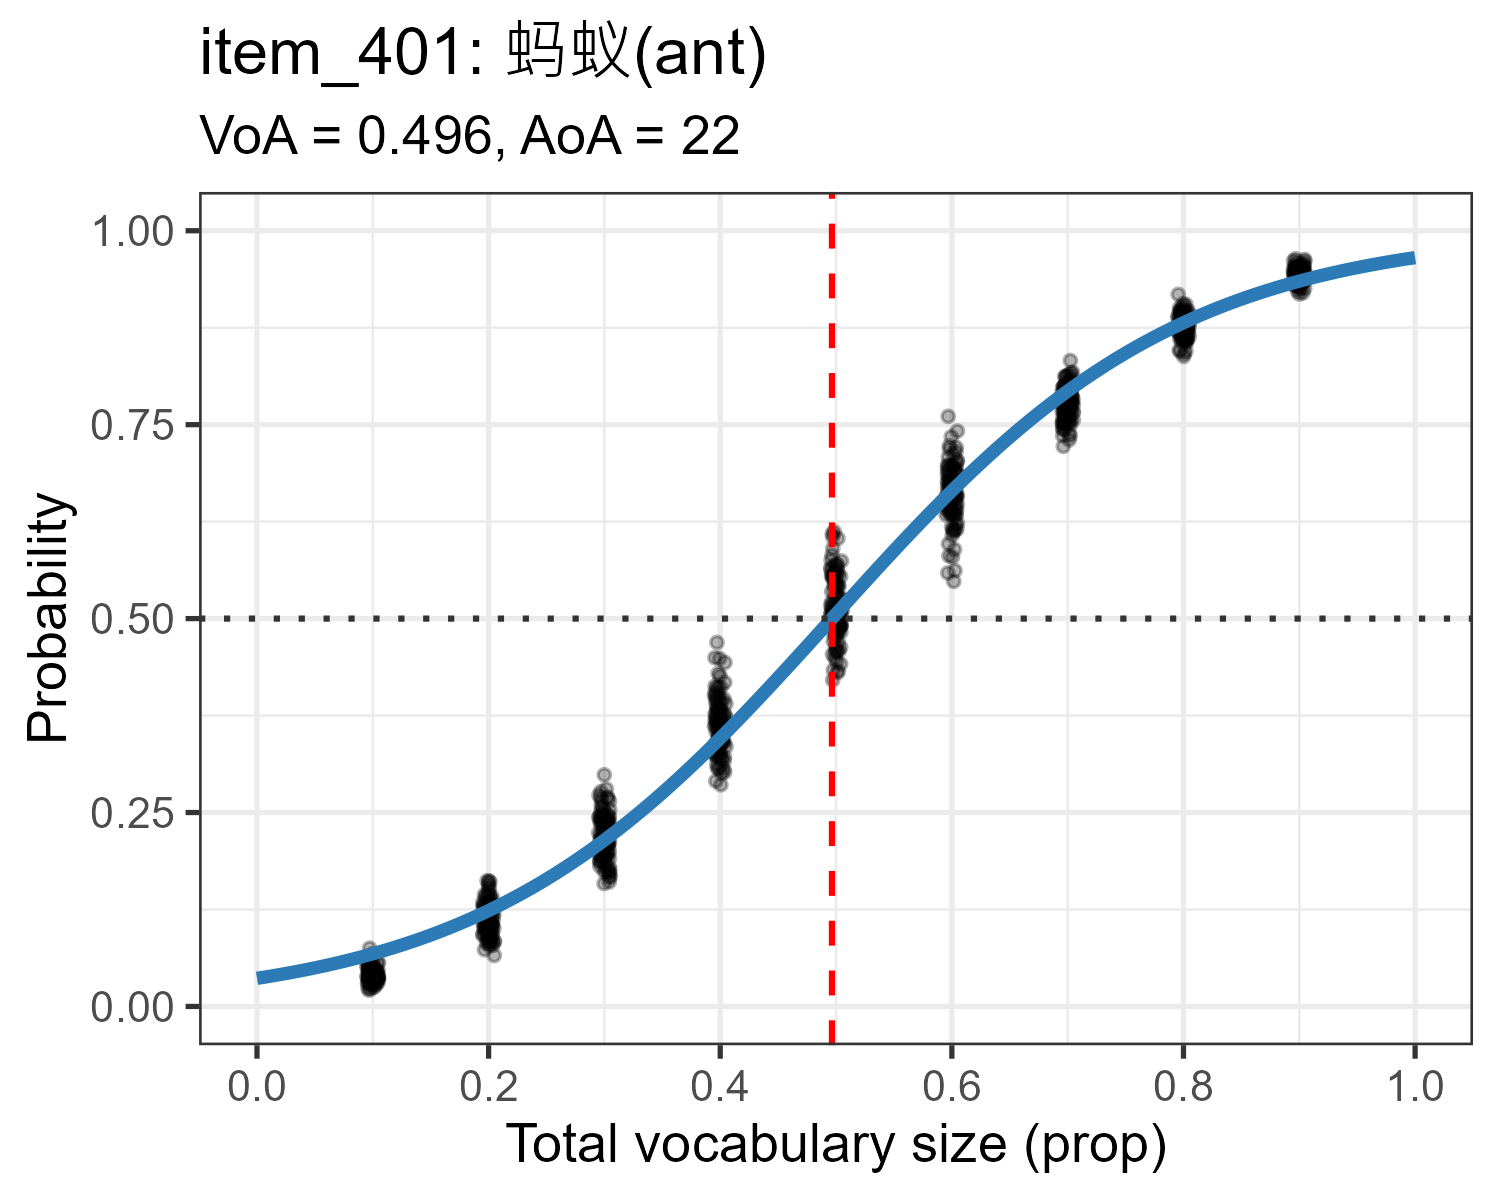 item_401: 蚂蚁(ant)
VoA = 0.496, AoA = 22
1.00
0.75
0.50
0.25
0.00
Probability
0.0 0.2 0.4 0.6 0.8 1.0
Total vocabulary size (prop)